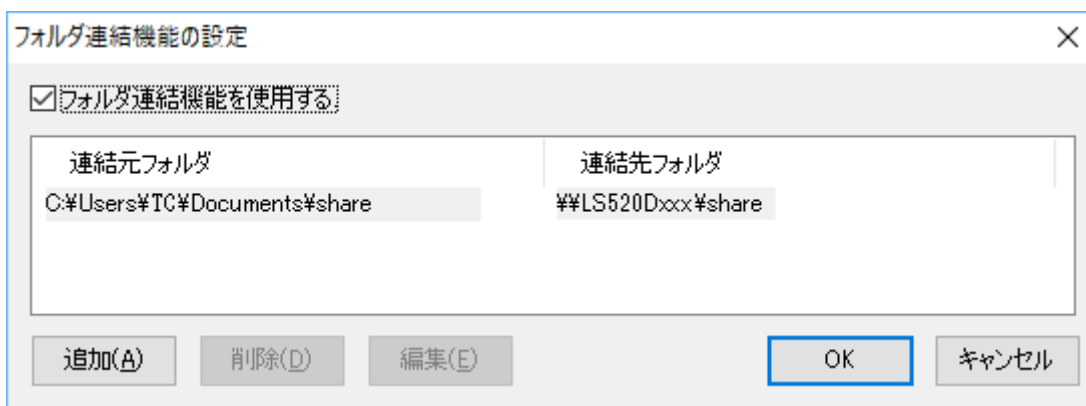 フォルダ連結機能の設定
フォルダ連結機能を使用する
連結元フォルダ 連結先フォルダ
C:¥Users¥TC¥Documents¥share ¥¥LS520Dxxx¥share
追加(A) 削除(D) 編集(E) OK キャンセル